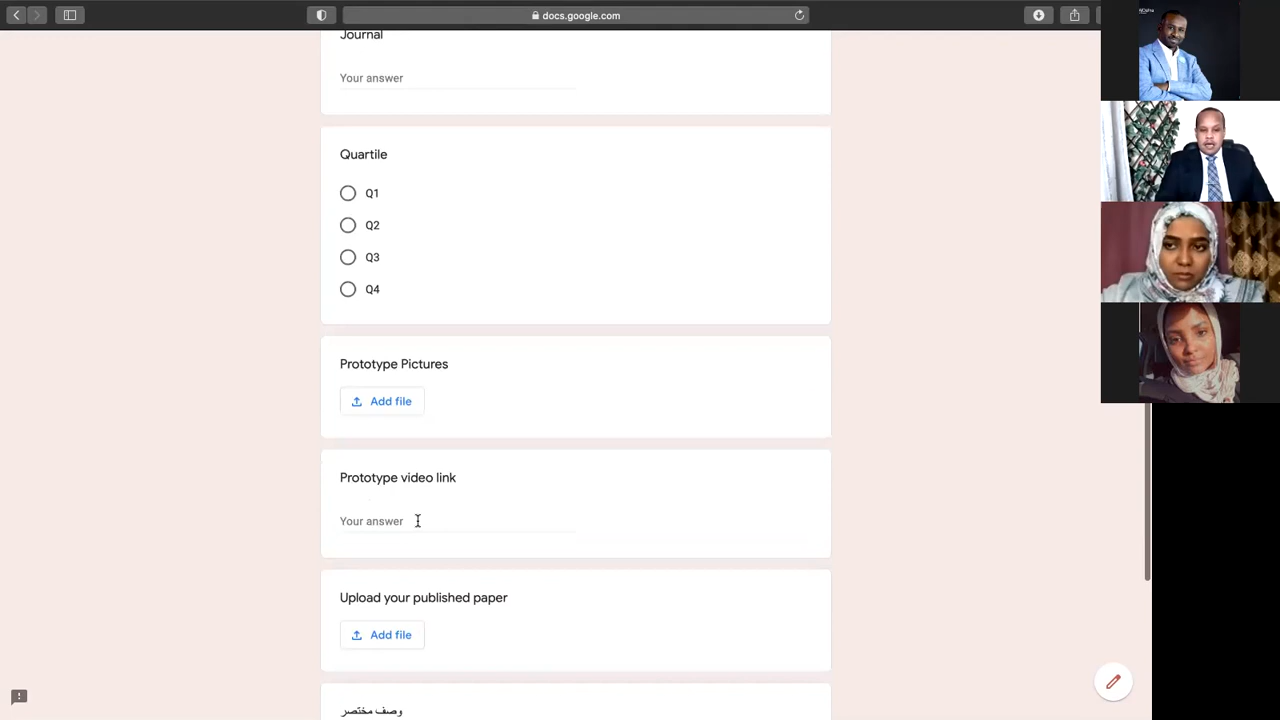 docs.google.com
Journal
Your answer
Quartile
Q1
Q2
Q3
Q4
Prototype Pictures
Add file
Prototype video link
Your answer
Upload your published paper
Add file
وصف مختصر